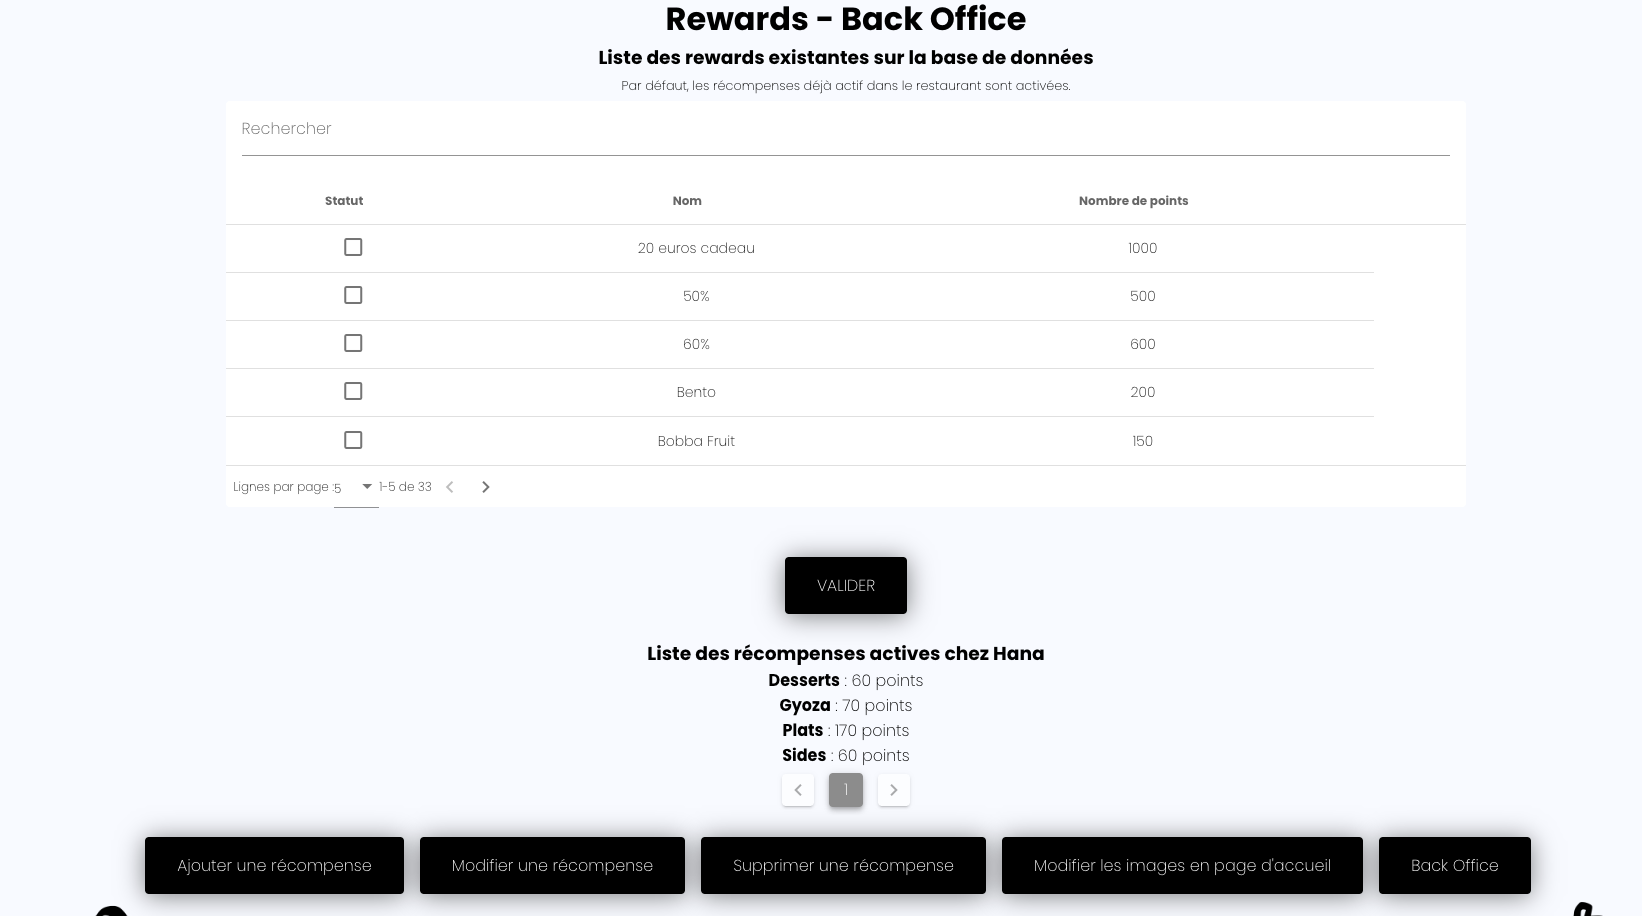 Rewards - Back Office
Liste des rewards existantes sur la base de données
Par défaut, les récompenses déjà actif dans le restaurant sont activées.
Rechercher
Statut Nom Nombre de points
20 euros cadeau 1000
50% 500
60% 600
Bento 200
Bobba Fruit 150
Lignes par page :5 1-5 de 33
VALIDER
Liste des récompenses actives chez Hana
Desserts : 60 points
Gyoza : 70 points
Plats : 170 points
Sides : 60 points
1
Ajouter une récompense Modifier une récompense Supprimer une récompense Modifier les images en page d'accueil Back Office